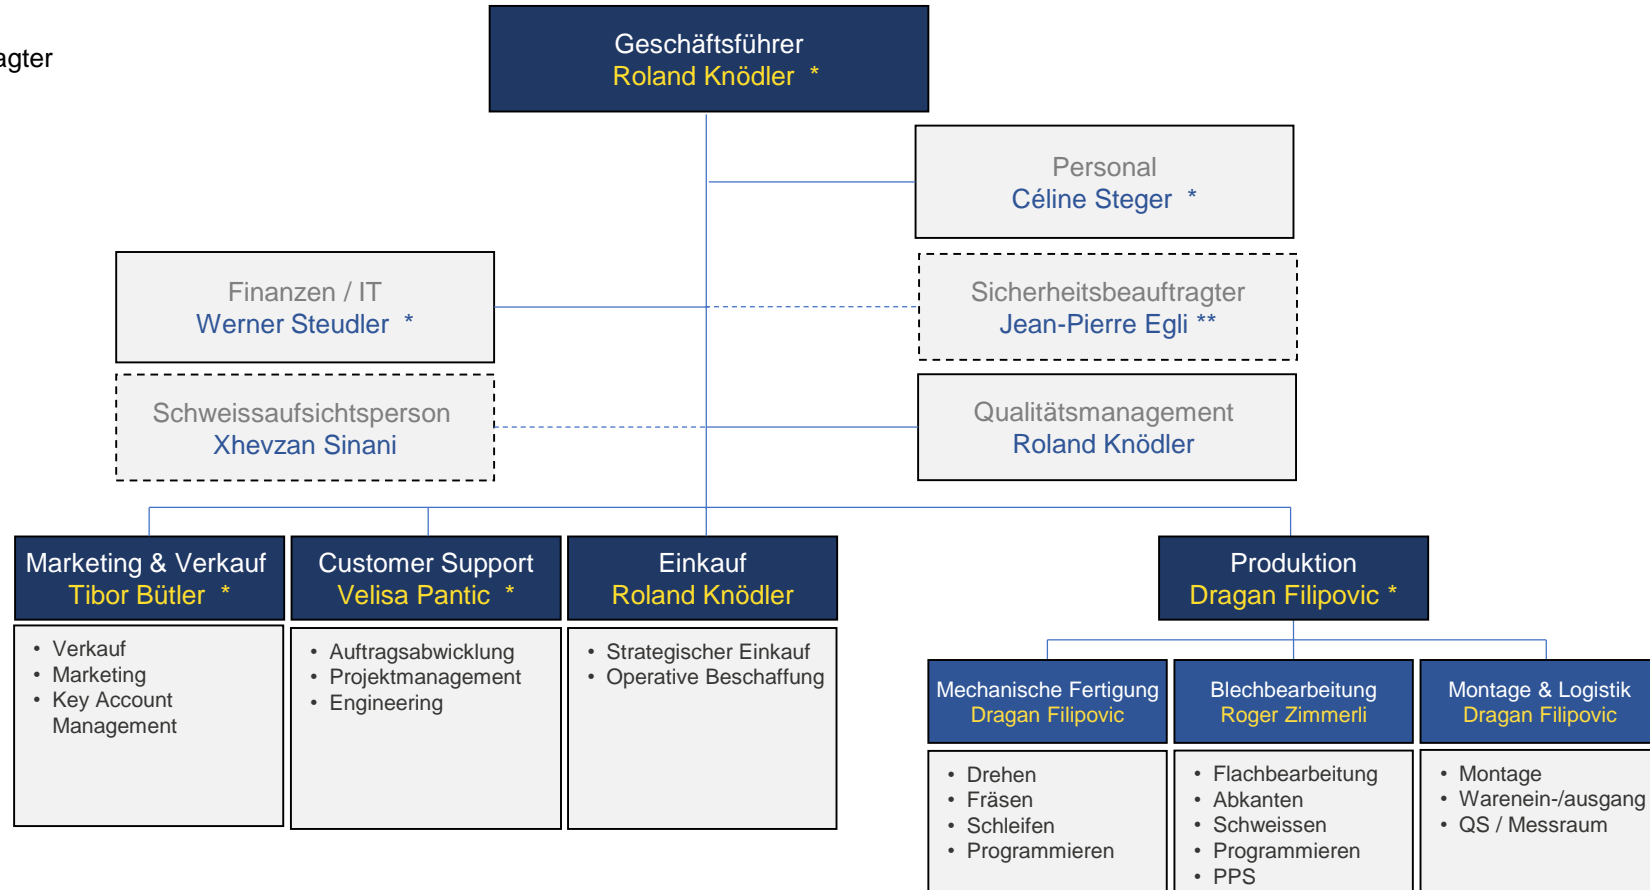 Geschäftsführer
Roland Knödler *
Personal
Céline Steger *
Finanzen / IT
Werner Steudler *
Sicherheitsbeauftragter
Jean-Pierre Egli **
Schweissaufsichtsperson
Xhevzan Sinani
Qualitätsmanagement
Roland Knödler
Marketing & Verkauf
Tibor Bütler *
• Verkauf
• Marketing
• Key Account
Management
Customer Support
Velisa Pantic *
• Auftragsabwicklung
• Projektmanagement
• Engineering
Einkauf
Roland Knödler
• Strategischer Einkauf
• Operative Beschaffung
Produktion
Dragan Filipovic *
Mechanische Fertigung
Dragan Filipovic
• Drehen
• Fräsen
• Schleifen
• Programmieren
Blechbearbeitung
Roger Zimmerli
• Flachbearbeitung
• Abkanten
• Schweissen
• Programmieren
• PPS
Montage & Logistik
Dragan Filipovic
• Montage
• Warenein-/ausgang
• QS / Messraum